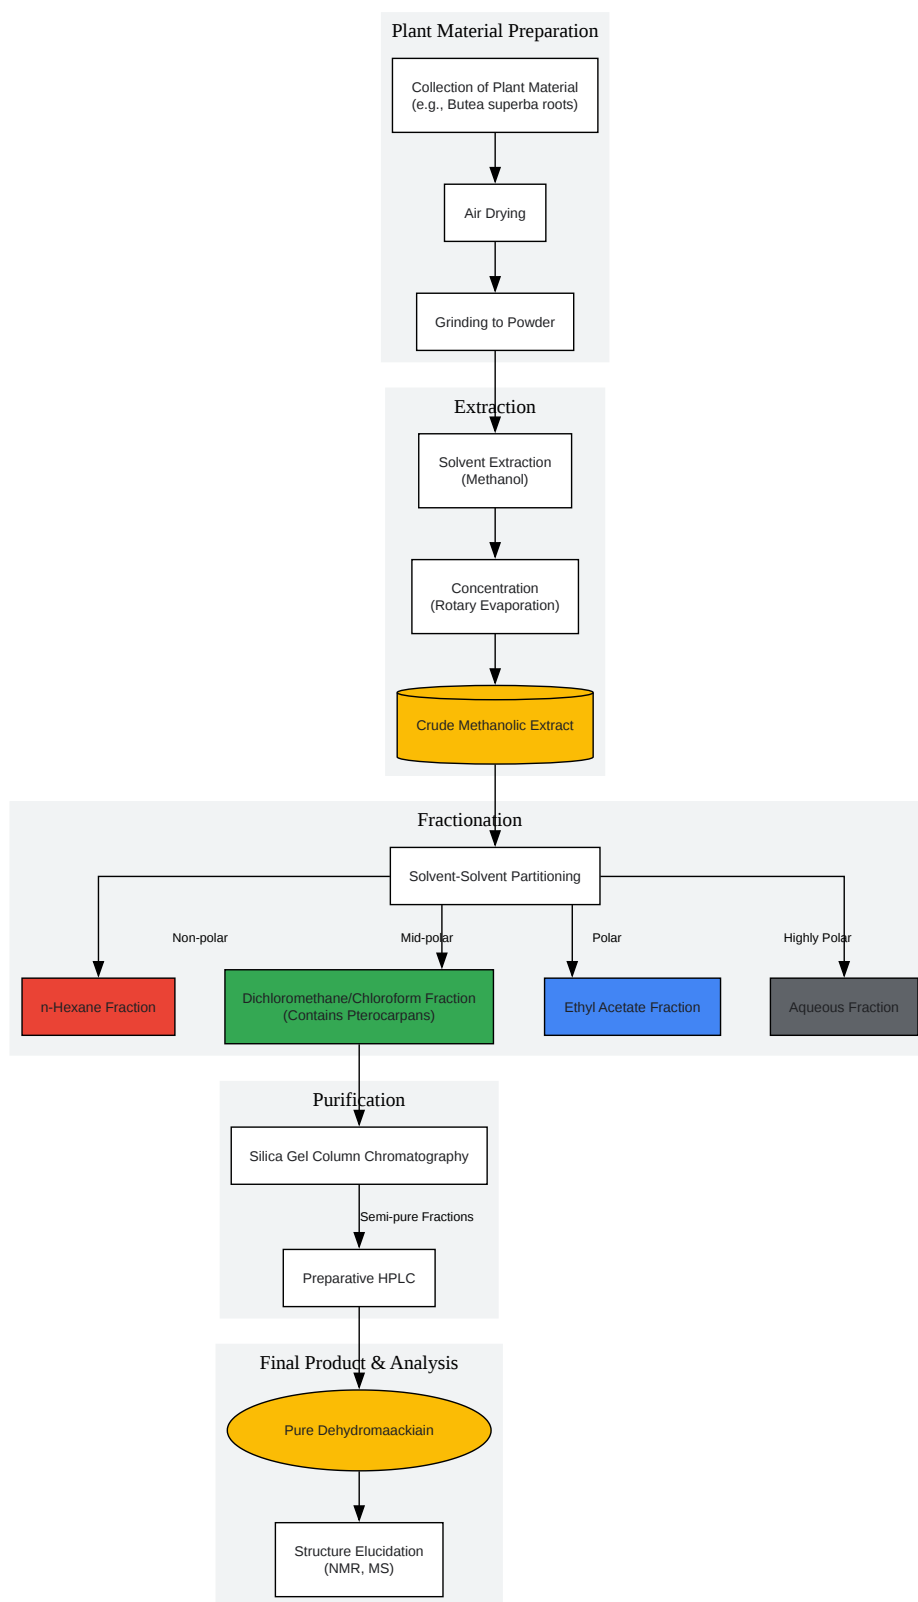 Plant Material Preparation
Collection of Plant Material
(e.g., Butea superba roots)
Air Drying
Grinding to Powder
Extraction
Solvent Extraction
(Methanol)
Concentration
(Rotary Evaporation)
Crude Methanolic Extract
Fractionation
Solvent-Solvent Partitioning
Non-polar
Mid-polar
Polar
Highly Polar
n-Hexane Fraction
Dichloromethane/Chloroform Fraction
(Contains Pterocarpans)
Ethyl Acetate Fraction
Aqueous Fraction
Purification
Silica Gel Column Chromatography
Semi-pure Fractions
Preparative HPLC
Final Product & Analysis
Pure Dehydromaackiain
Structure Elucidation
(NMR, MS)